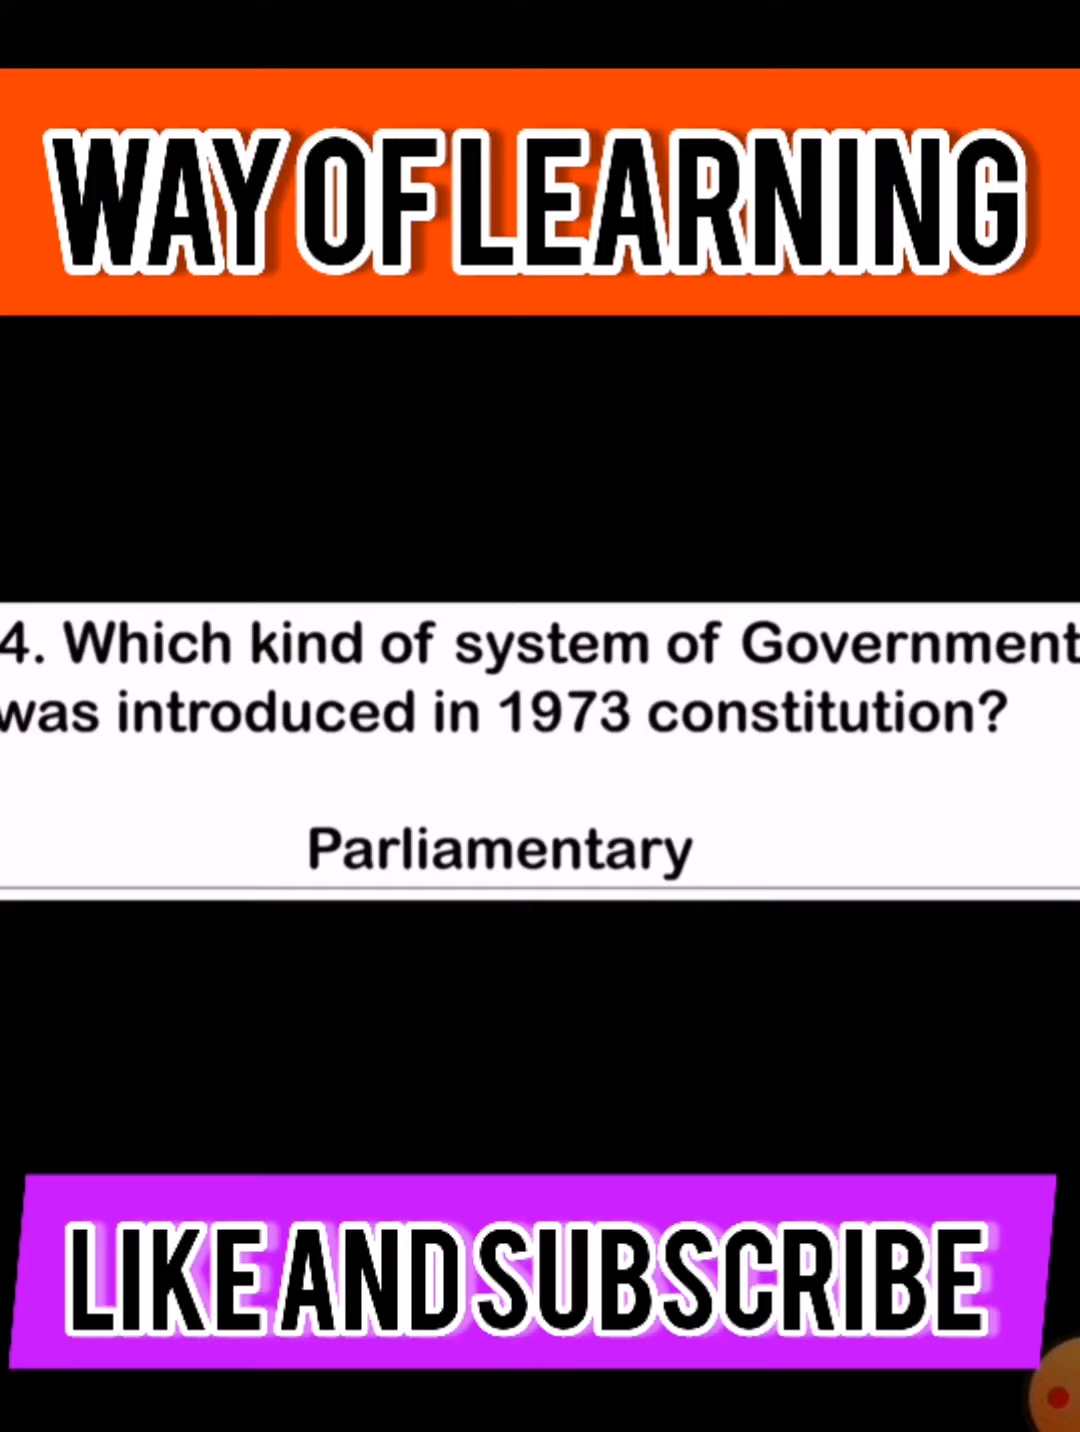 WAY OF LEARNING
4. Which kind of system of Government
was introduced in 1973 constitution?
Parliamentary
LIKE AND SUBSCRIBE